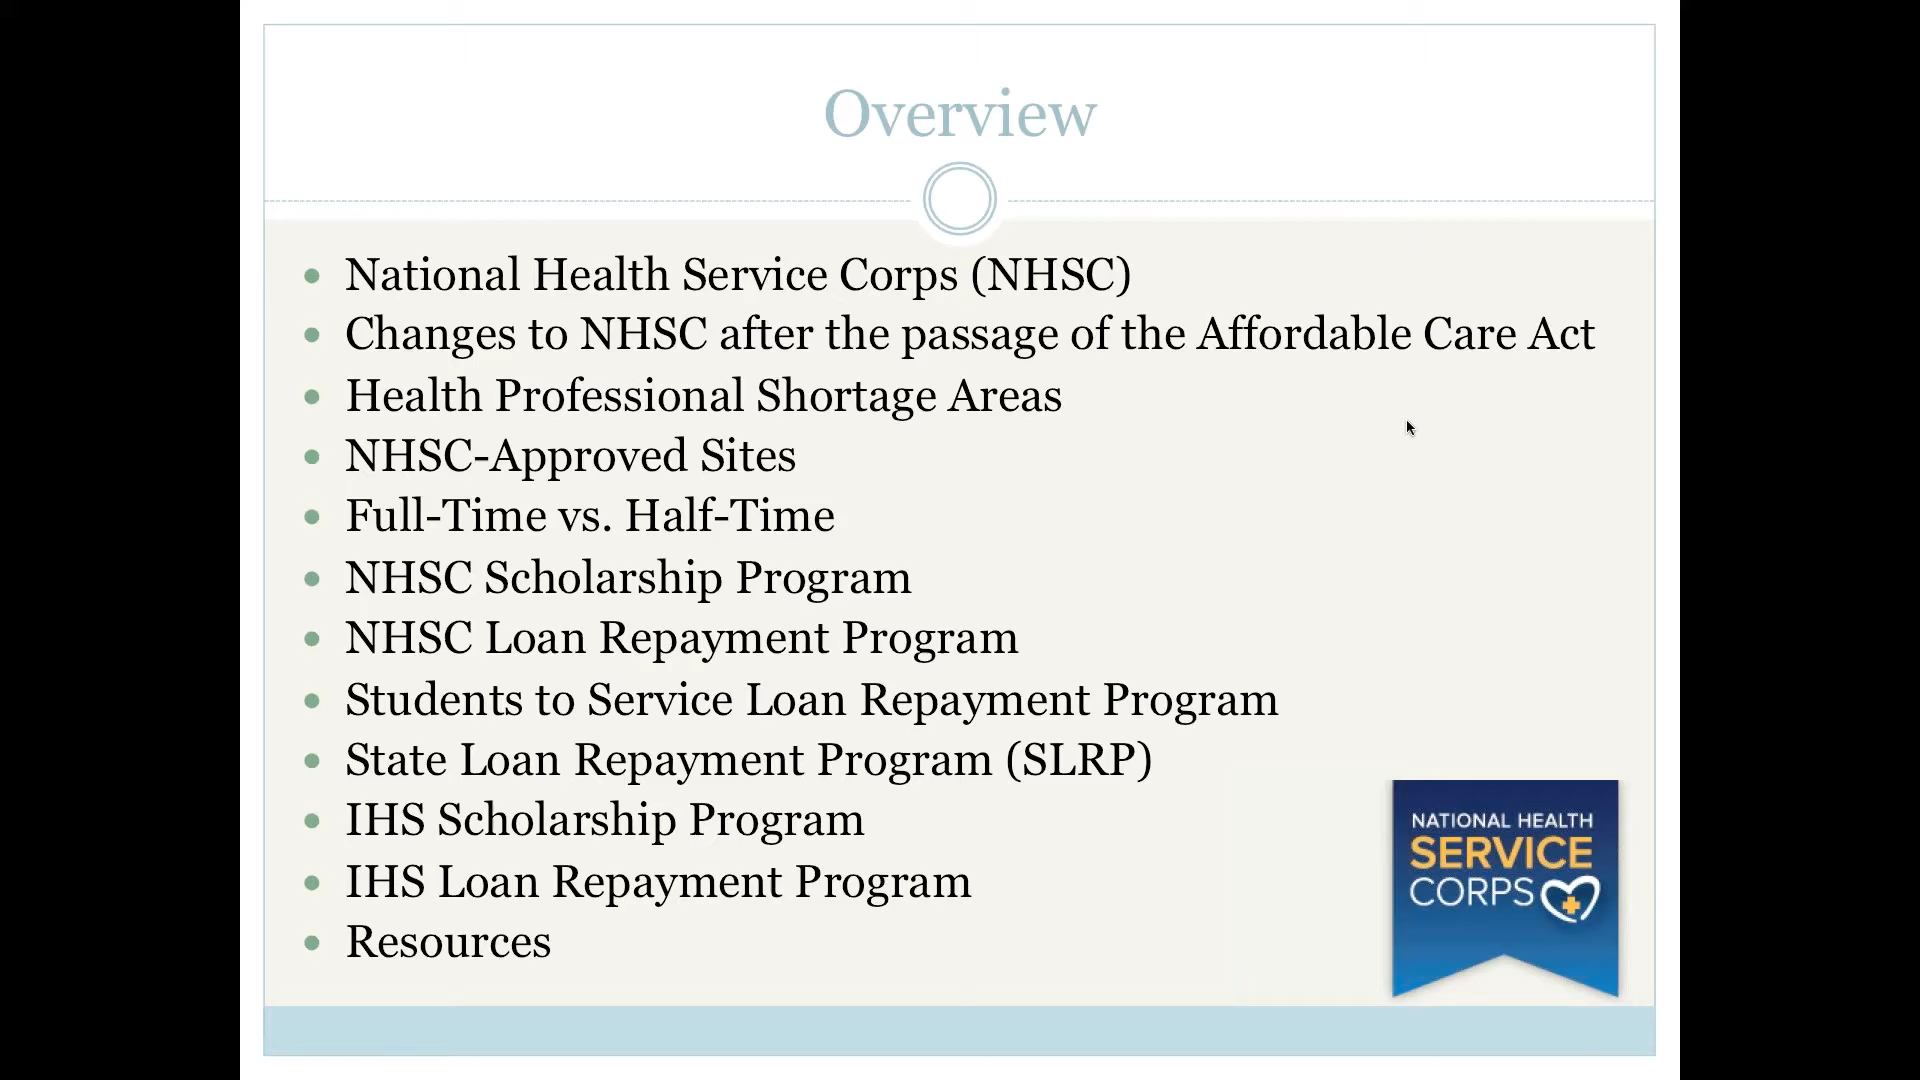 Overview
National Health Service Corps (NHSC)
Changes to NHSC after the passage of the Affordable Care Act
Health Professional Shortage Areas
NHSC-Approved Sites
Full-Time vs. Half-Time
NHSC Scholarship Program
NHSC Loan Repayment Program
Students to Service Loan Repayment Program
State Loan Repayment Program (SLRP)
IHS Scholarship Program
IHS Loan Repayment Program
Resources
NATIONAL HEALTH
SERVICE
CORPS